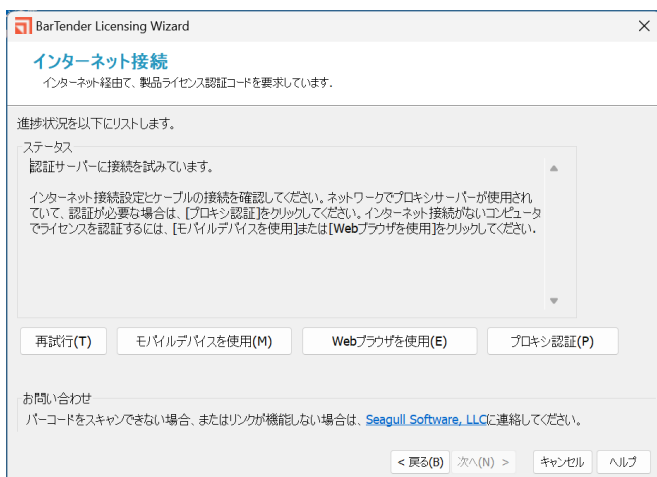 BarTender Licensing Wizard
インターネット接続
インターネット経由で、製品ライセンス認証コードを要求しています.
進捗状況を以下にリストします。
ステータス
認証サーバーに接続を試みています。
インターネット接続設定とケーブルの接続を確認してください。ネットワークでプロキシサーバーが使用され
ていて、認証が必要な場合は、[プロキシ認証]をクリックしてください。インターネット接続がないコンピュータ
でライセンスを認証するには、[モバイルデバイスを使用]または[Webブラウザを使用]をクリックしてください.
再試行(T) モバイルデバイスを使用(M) Webブラウザを使用(E) プロキシ認証(P)
お問い合わせ
バーコードをスキャンできない場合、またはリンクが機能しない場合は、Seagull Software, LLCに連絡してください。
< 戻る(B) 次へ(N) > キャンセル ヘルプ